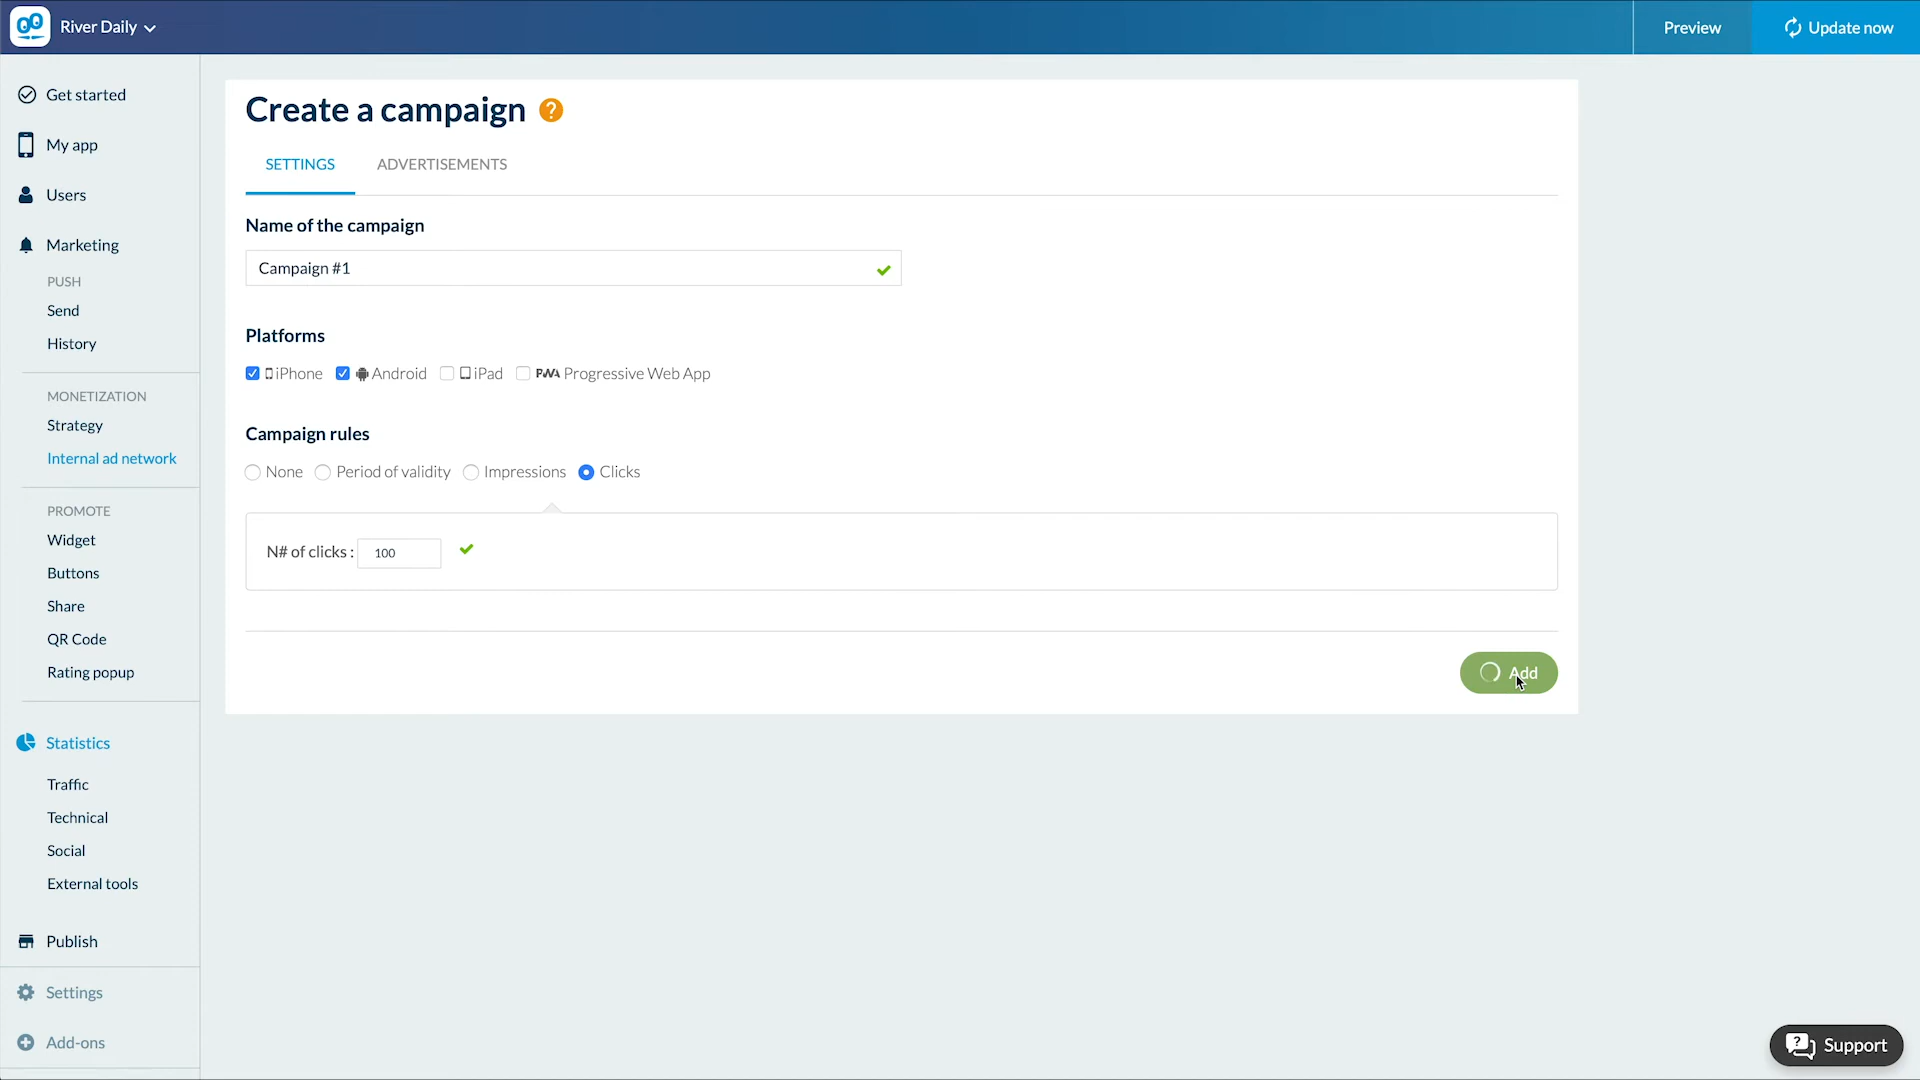 River Daily
Preview
Update now
Get started
My app
Users
Marketing
PUSH
Send
History
MONETIZATION
Strategy
Internal ad network
PROMOTE
Widget
Buttons
Share
QR Code
Rating popup
Statistics
Traffic
Technical
Social
External tools
Publish
Settings
Add-ons
Create a campaign ?
SETTINGS ADVERTISEMENTS
Name of the campaign
Campaign #1
Platforms
iPhone Android iPad PWA Progressive Web App
Campaign rules
None Period of validity Impressions Clicks
N# of clicks : 100
Add
? Support